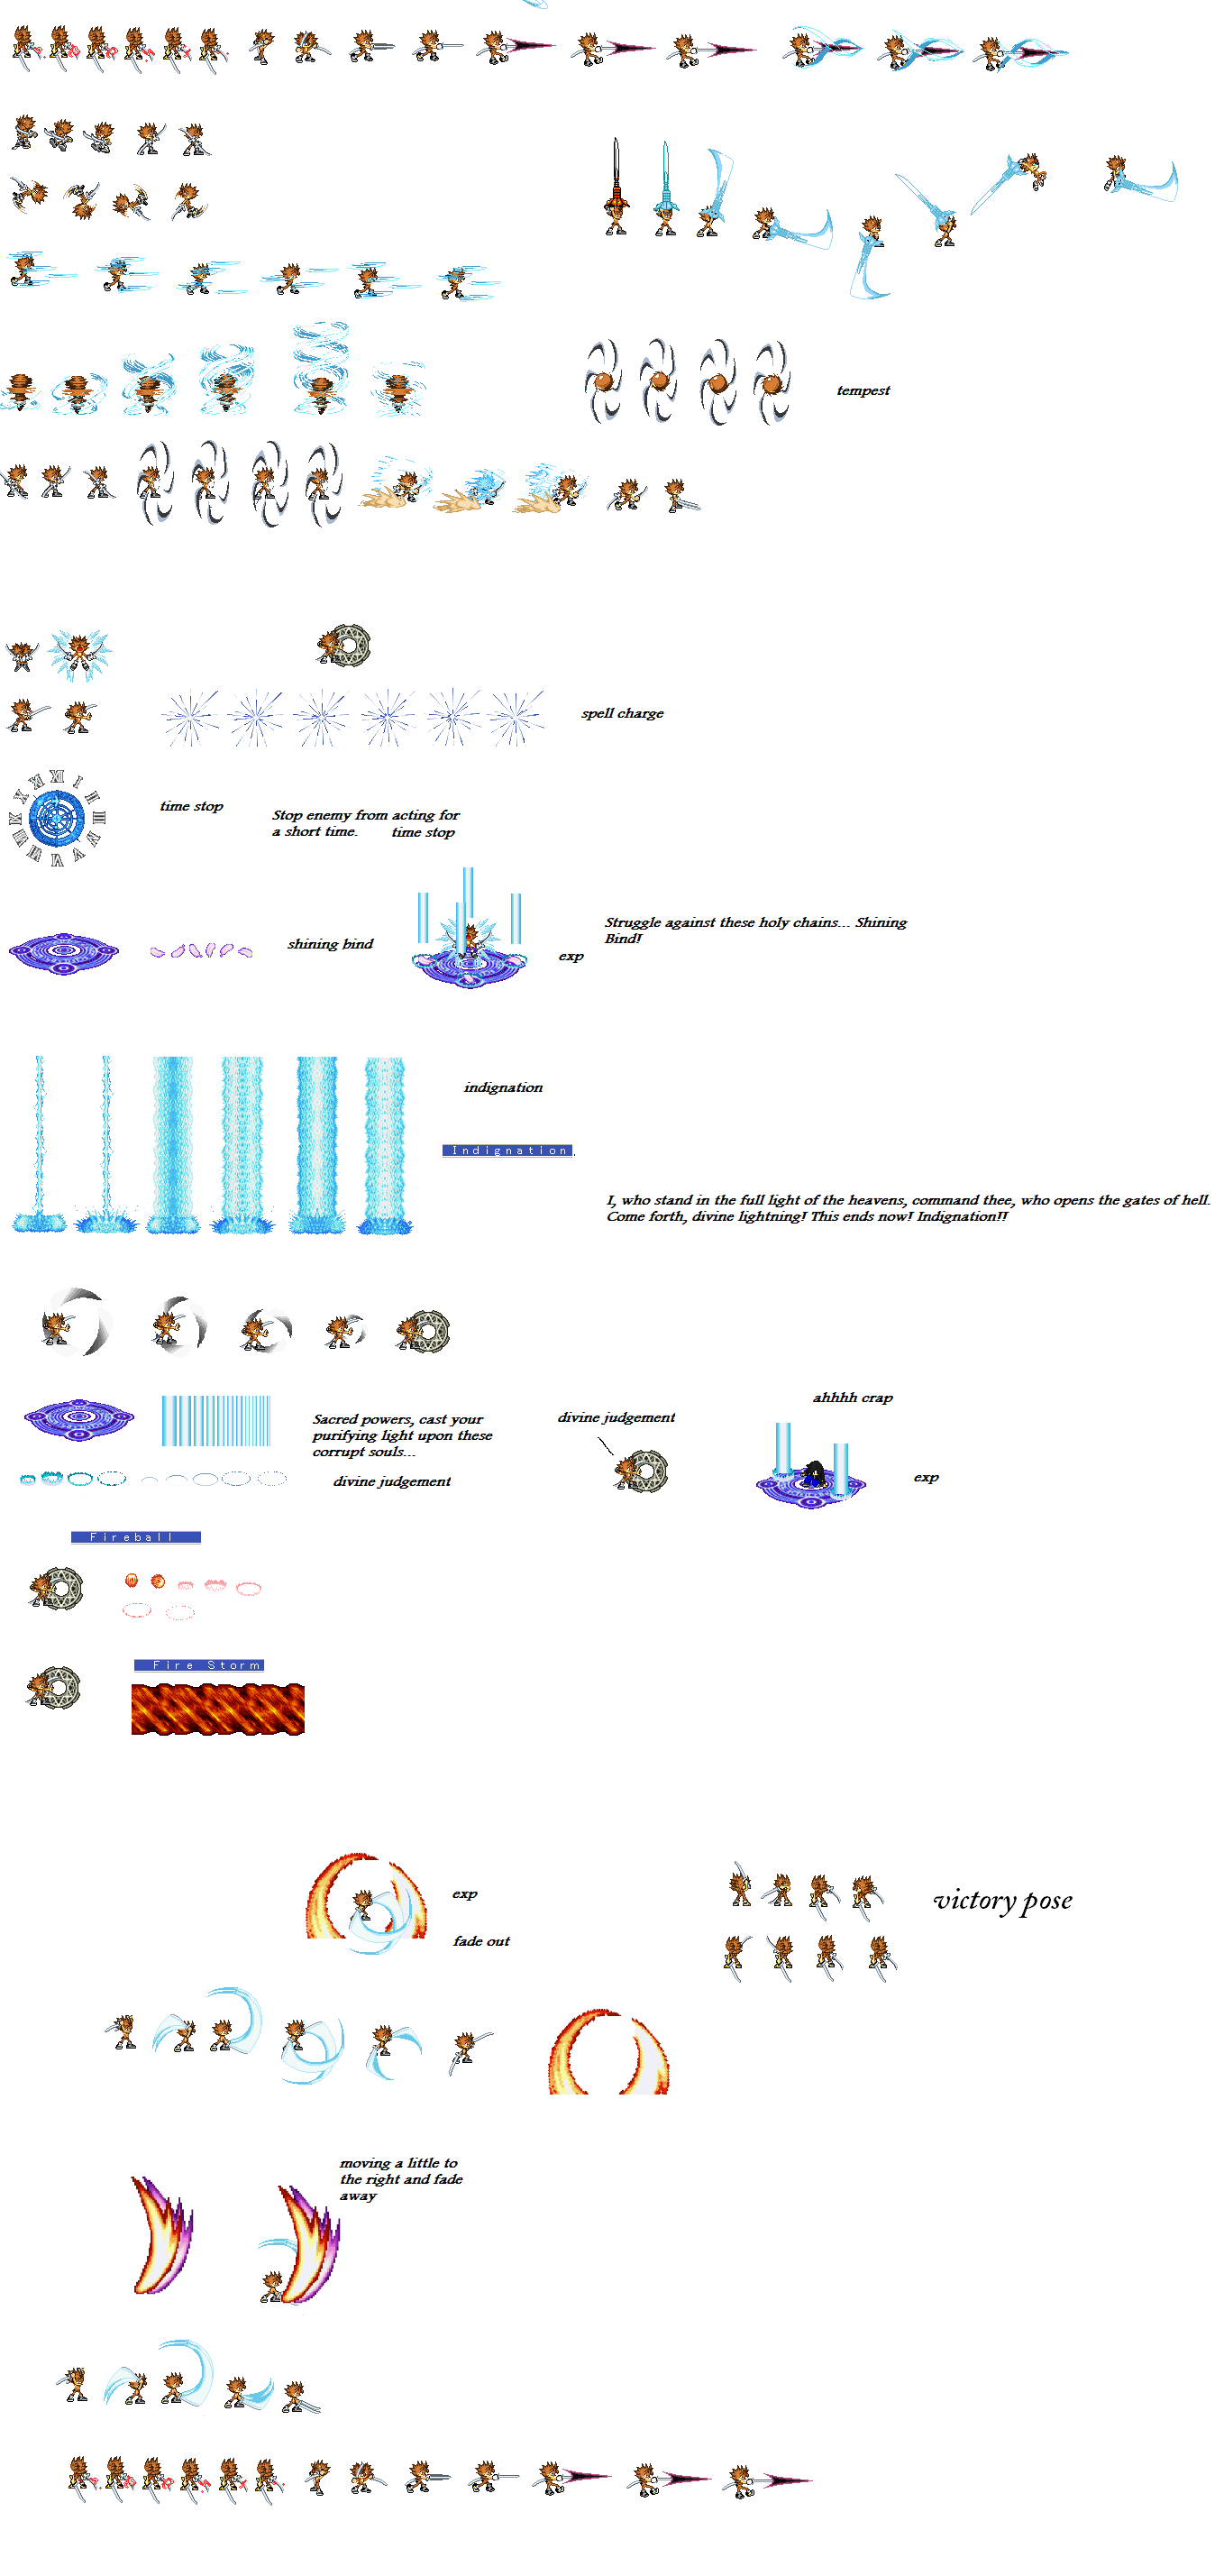 tempest
spell charge
time stop
Stop enemy from acting for
a short time.
time stop
shining bind
exp
Struggle against these holy chains... Shining
Bind!
indignation
Indignation.
I, who stand in the full light of the heavens, command thee, who opens the gates of hell.
Come forth, divine lightning! This ends now! Indignation!!
Sacred powers, cast your
purifying light upon these
corrupt souls...
divine judgement
divine judgement
ahhhh crap
exp
Fireball
Fire Storm
exp
fade out
victory pose
moving a little to
the right and fade
away